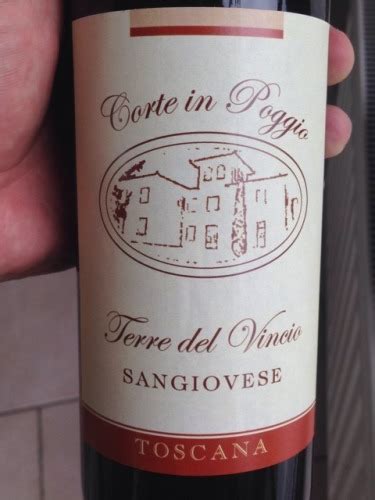 Corte in Poggio
Terre del Vincio
SANGIOVESE
TOSCANA